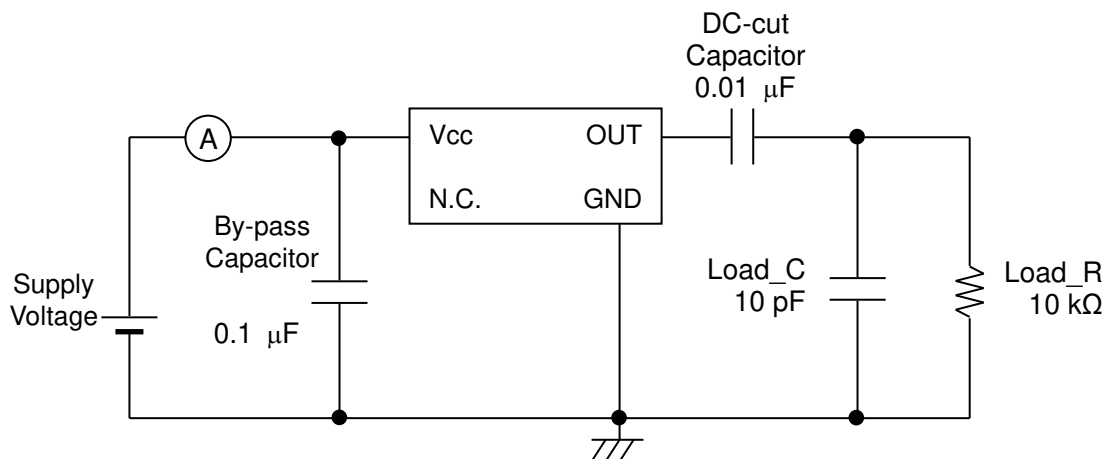 DC-cut
Capacitor
0.01 μF
A
Vcc OUT
N.C. GND
By-pass
Capacitor
0.1 μF
Supply
Voltage
Load_C
10 pF
Load_R
10 kΩ